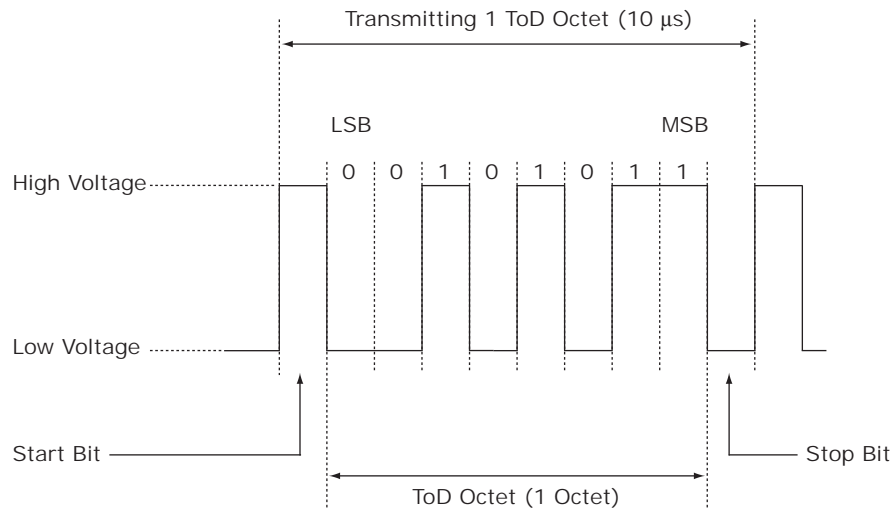 Transmitting 1 ToD Octet (10 μs)
LSB MSB
0 0 1 0 1 0 1 1
High Voltage
Low Voltage
Start Bit
Stop Bit
ToD Octet (1 Octet)